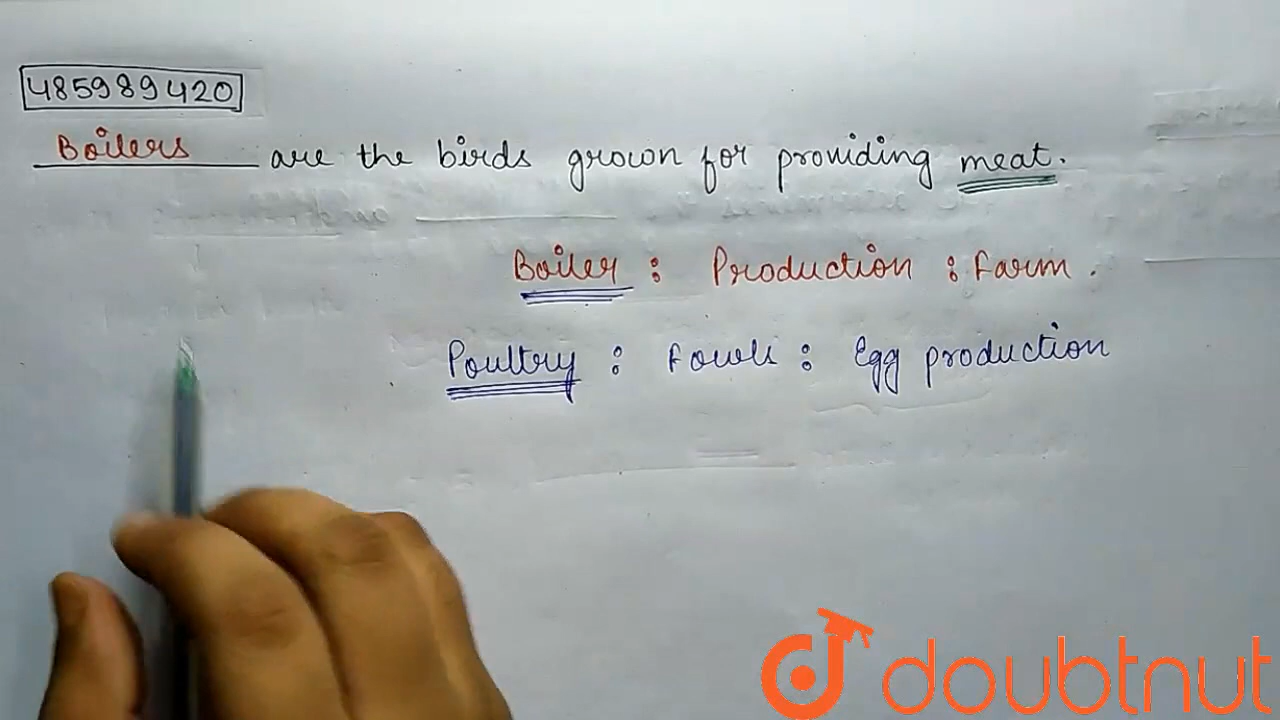 485989420
Boilers are the birds grown for providing meat.
Boiler : Production : Farm.
Poultry : Fowls : Egg production
doubtnut